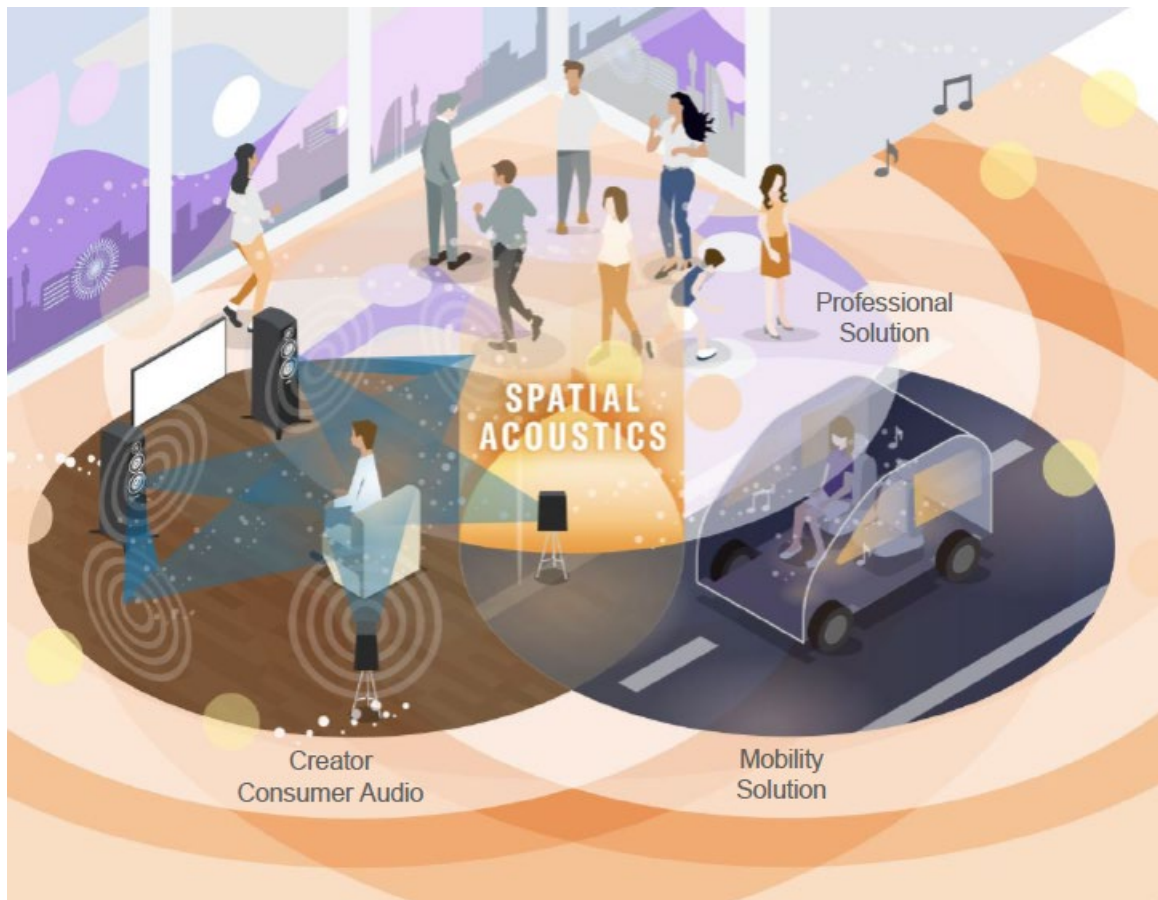 Professional
Solution
SPATIAL
ACOUSTICS
Creator
Consumer Audio
Mobility
Solution